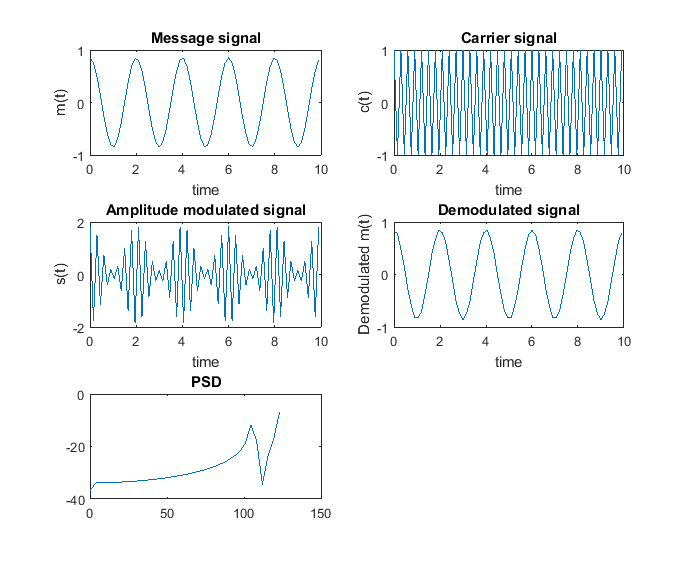 Message signal
1
0
-1
m(t)
0 2 4 6 8 10
time
Carrier signal
1
0
-1
c(t)
0 2 4 6 8 10
time
Amplitude modulated signal
2
0
-2
s(t)
0 2 4 6 8 10
time
Demodulated signal
1
0
-1
Demodulated m(t)
0 2 4 6 8 10
time
PSD
0
-20
-40
0 50 100 150